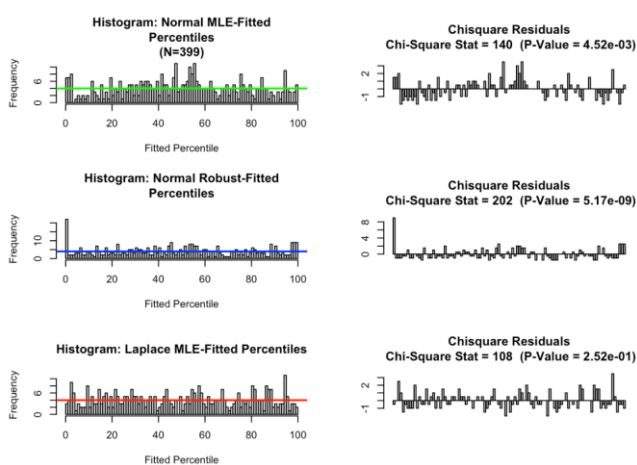 Histogram: Normal MLE-Fitted
Percentiles
(N=399)
Frequency
6
0
0 20 40 60 80 100
Fitted Percentile
Chisquare Residuals
Chi-Square Stat = 140 (P-Value = 4.52e-03)
2
-1
Histogram: Normal Robust-Fitted
Percentiles
Frequency
10
0
0 20 40 60 80 100
Fitted Percentile
Chisquare Residuals
Chi-Square Stat = 202 (P-Value = 5.17e-09)
8
4
0
Histogram: Laplace MLE-Fitted Percentiles
Frequency
6
0
0 20 40 60 80 100
Fitted Percentile
Chisquare Residuals
Chi-Square Stat = 108 (P-Value = 2.52e-01)
2
-1